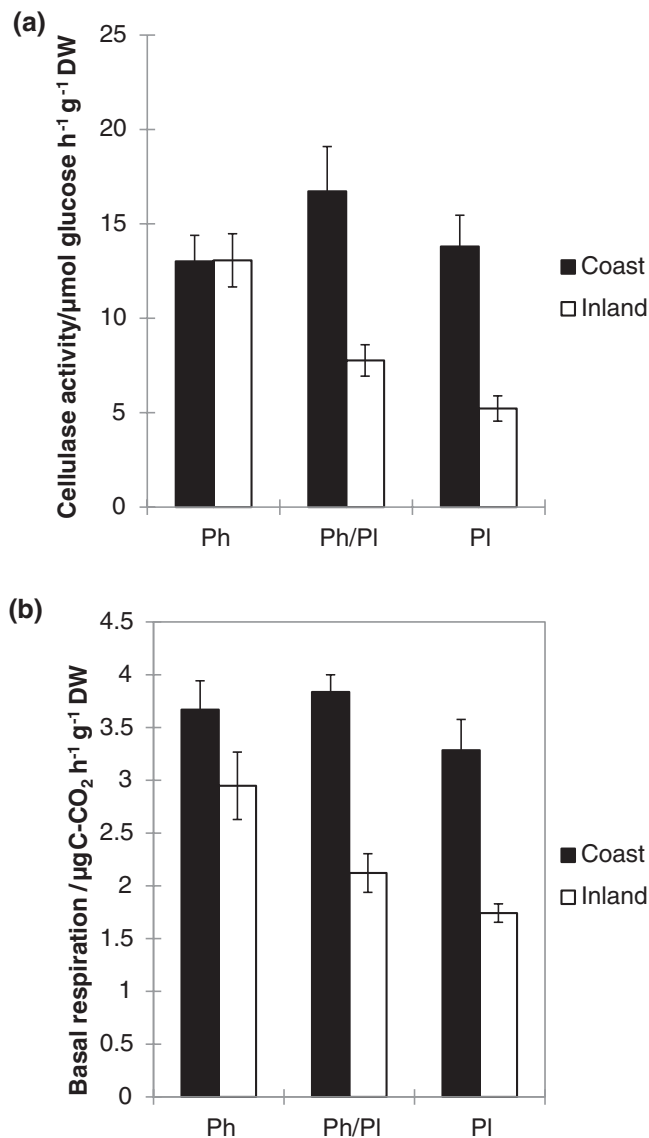 (a)
Cellulase activity/µmol glucose h⁻¹ g⁻¹ DW
25
20
15
10
5
0
Ph
Ph/Pl
Pl
Coast
Inland
(b)
Basal respiration /µgC-CO₂ h⁻¹ g⁻¹ DW
4.5
4
3.5
3
2.5
2
1.5
1
0.5
0
Ph
Ph/Pl
Pl
Coast
Inland